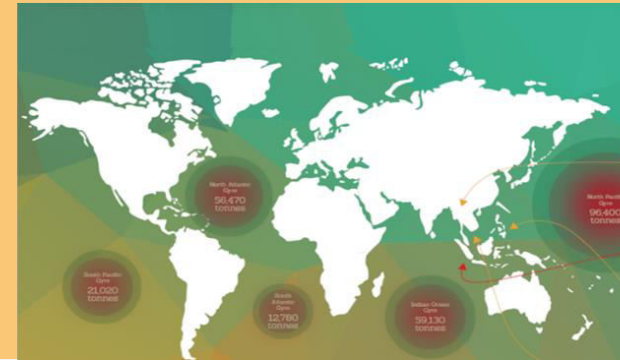 North Atlantic
Gyre
56,470
tonnes
North Pacific
Gyre
96,400
tonnes
South Pacific
Gyre
21,020
tonnes
South
Atlantic
Gyre
12,780
tonnes
Indian Ocean
Gyre
59,130
tonnes